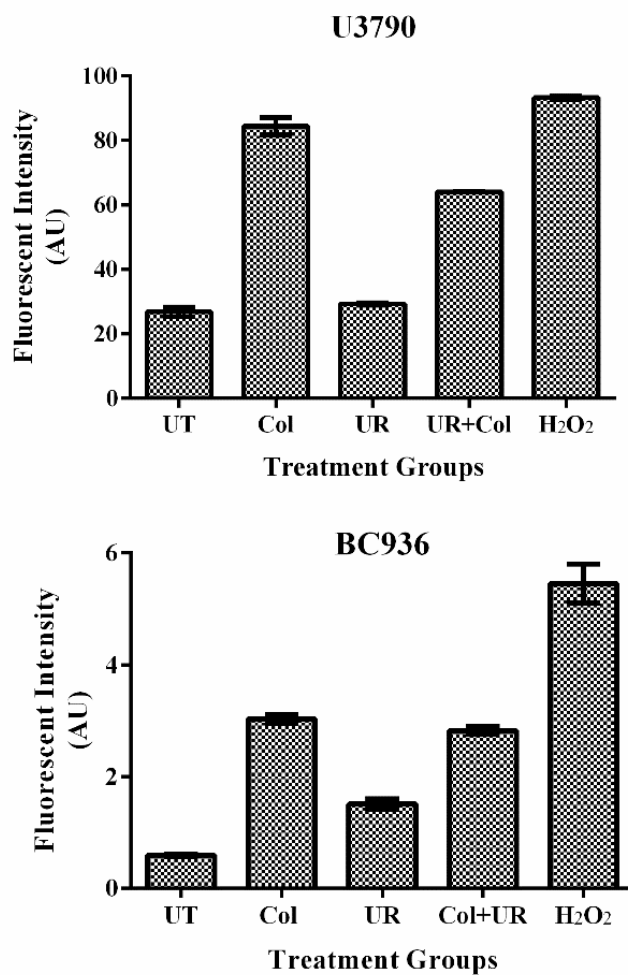 U3790
Fluorescent Intensity
(AU)
100
80
60
40
20
0
UT Col UR UR+Col H₂O₂
Treatment Groups
BC936
Fluorescent Intensity
(AU)
6
4
2
0
UT Col UR Col+UR H₂O₂
Treatment Groups